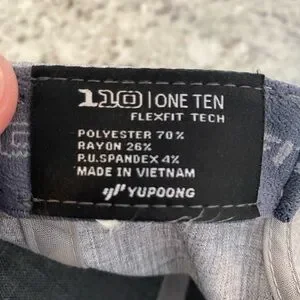 110 | ONE TEN
FLEXFIT TECH
POLYESTER 70%
RAYON 26%
P.U.SPANDEX 4%
MADE IN VIETNAM
YUPOONG